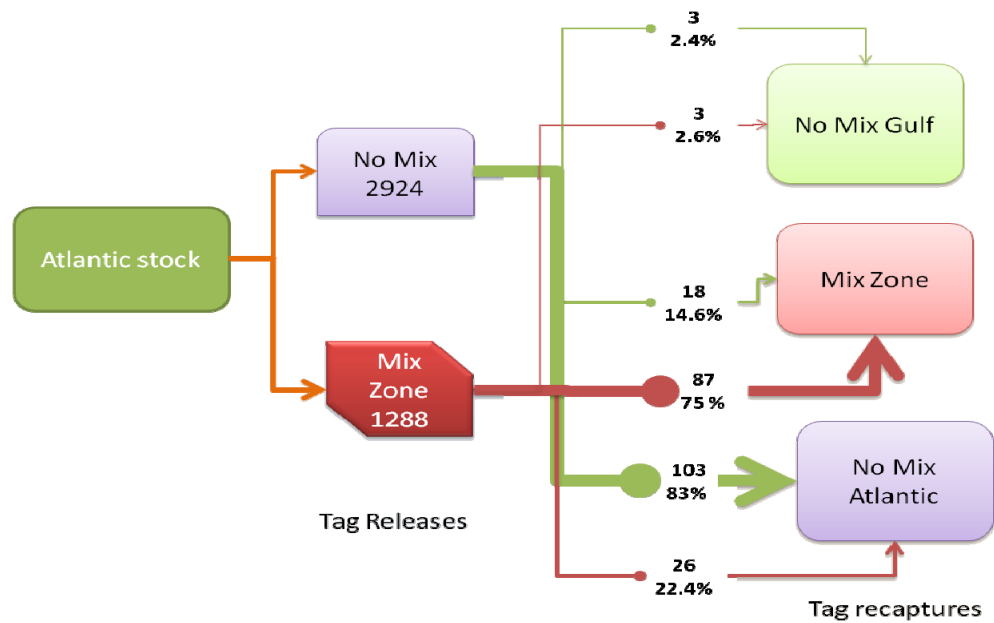 Atlantic stock
No Mix
2924
Mix
Zone
1288
Tag Releases
3
2.4%
3
2.6%
18
14.6%
87
75%
103
83%
26
22.4%
No Mix Gulf
Mix Zone
No Mix
Atlantic
Tag recaptures